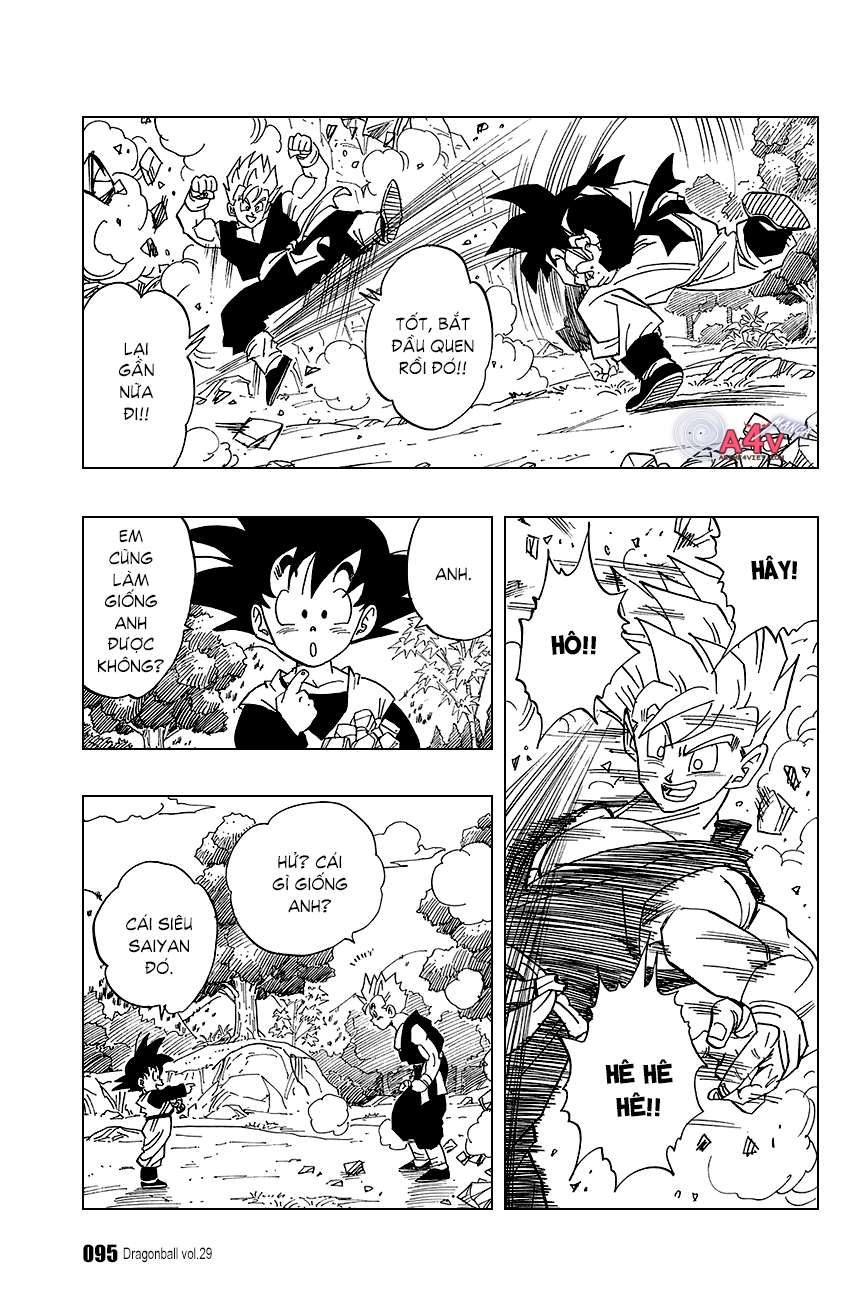 TỐT, BẮT
ĐẦU QUEN
RỒI ĐÓ!!
LẠI
GẦN
NỮA
ĐI!!
A4V
MANGA
HÂY!
HÔ!!
HÊ HÊ
HÊ!!
ANH.
EM
CŨNG
LÀM
GIỐNG
ANH
ĐƯỢC
KHÔNG?
HỬ? CÁI
GÌ GIỐNG
ANH?
CÁI SIÊU
SAIYAN
ĐÓ.
095 Dragonball vol.29